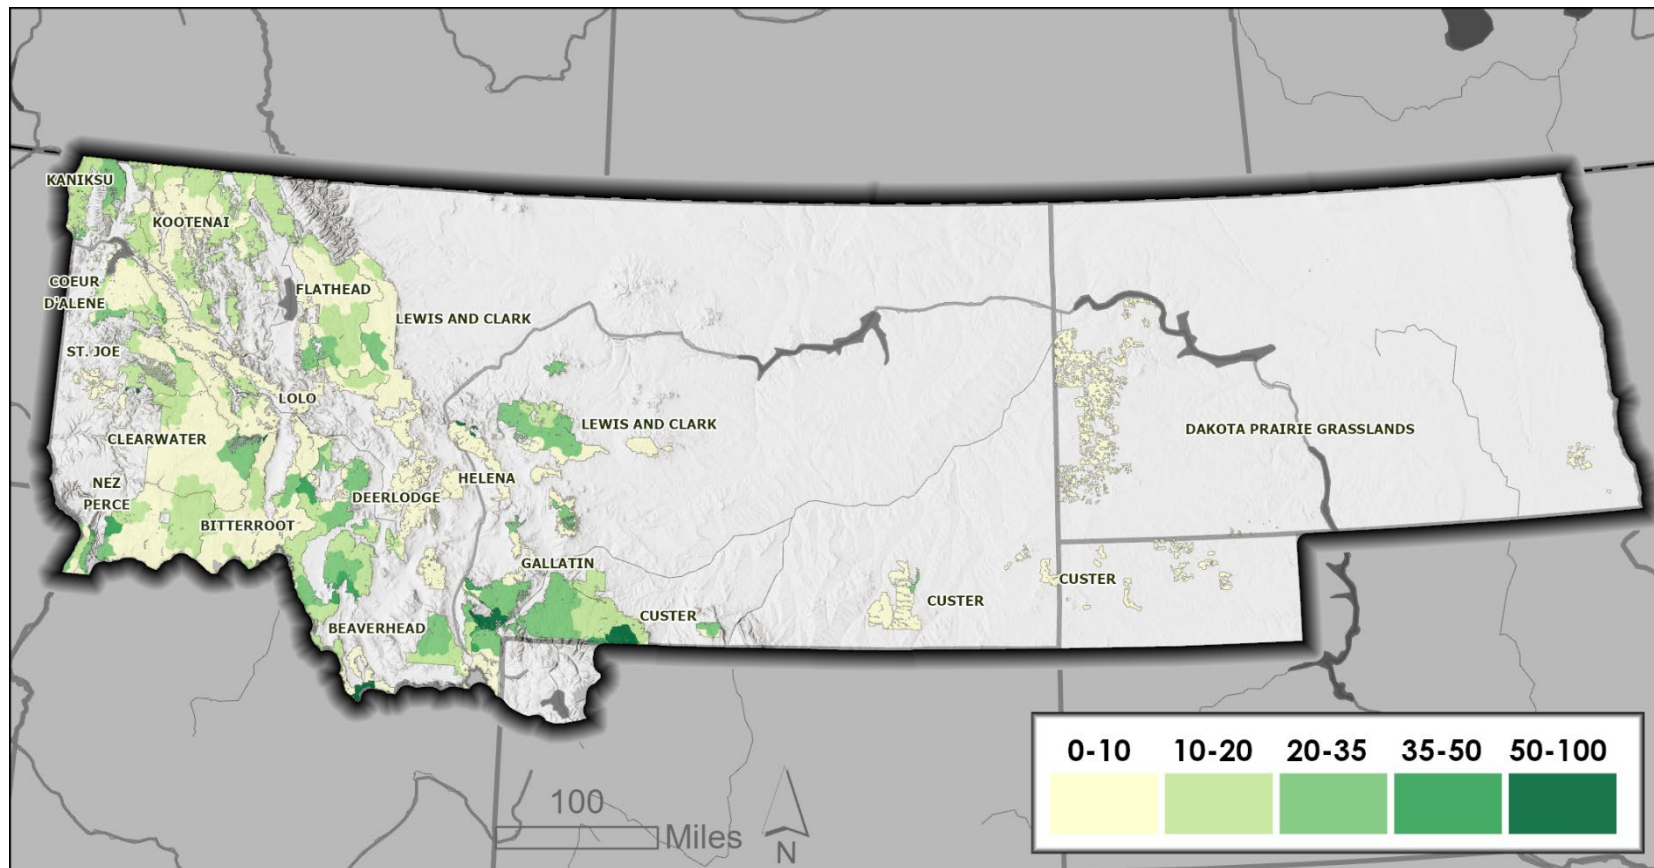 KANIKSU
KOOTENAI
COEUR
D'ALENE
FLATHEAD
LEWIS AND CLARK
ST. JOE
LOLO
CLEARWATER
LEWIS AND CLARK
DAKOTA PRAIRIE GRASSLANDS
NEZ
PERCE
HELENA
DEERLODGE
BITTERROOT
GALLATIN
CUSTER
CUSTER
CUSTER
BEAVERHEAD
0-10 10-20 20-35 35-50 50-100
100
Miles
N